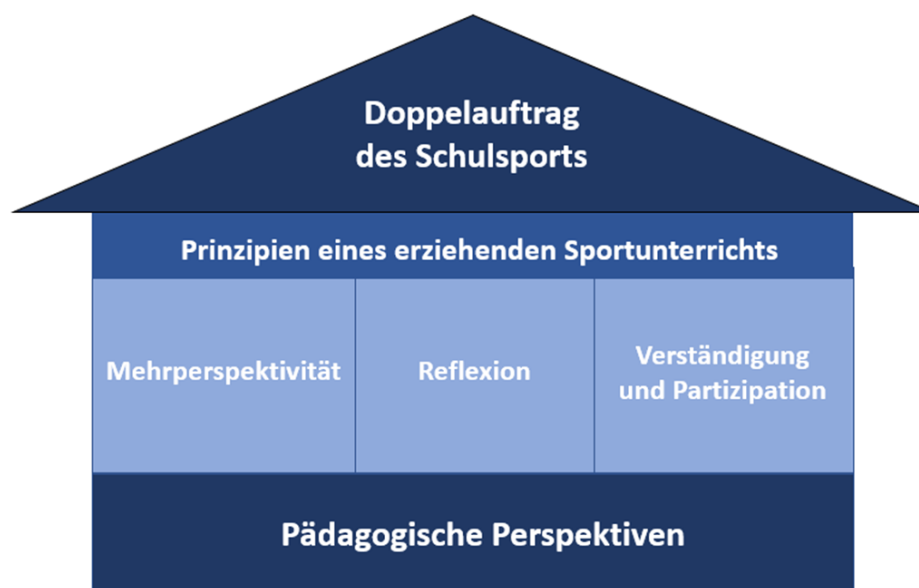 Doppelauftrag
des Schulsports
Prinzipien eines erziehenden Sportunterrichts
Mehrperspektivität
Reflexion
Verständigung
und Partizipation
Pädagogische Perspektiven